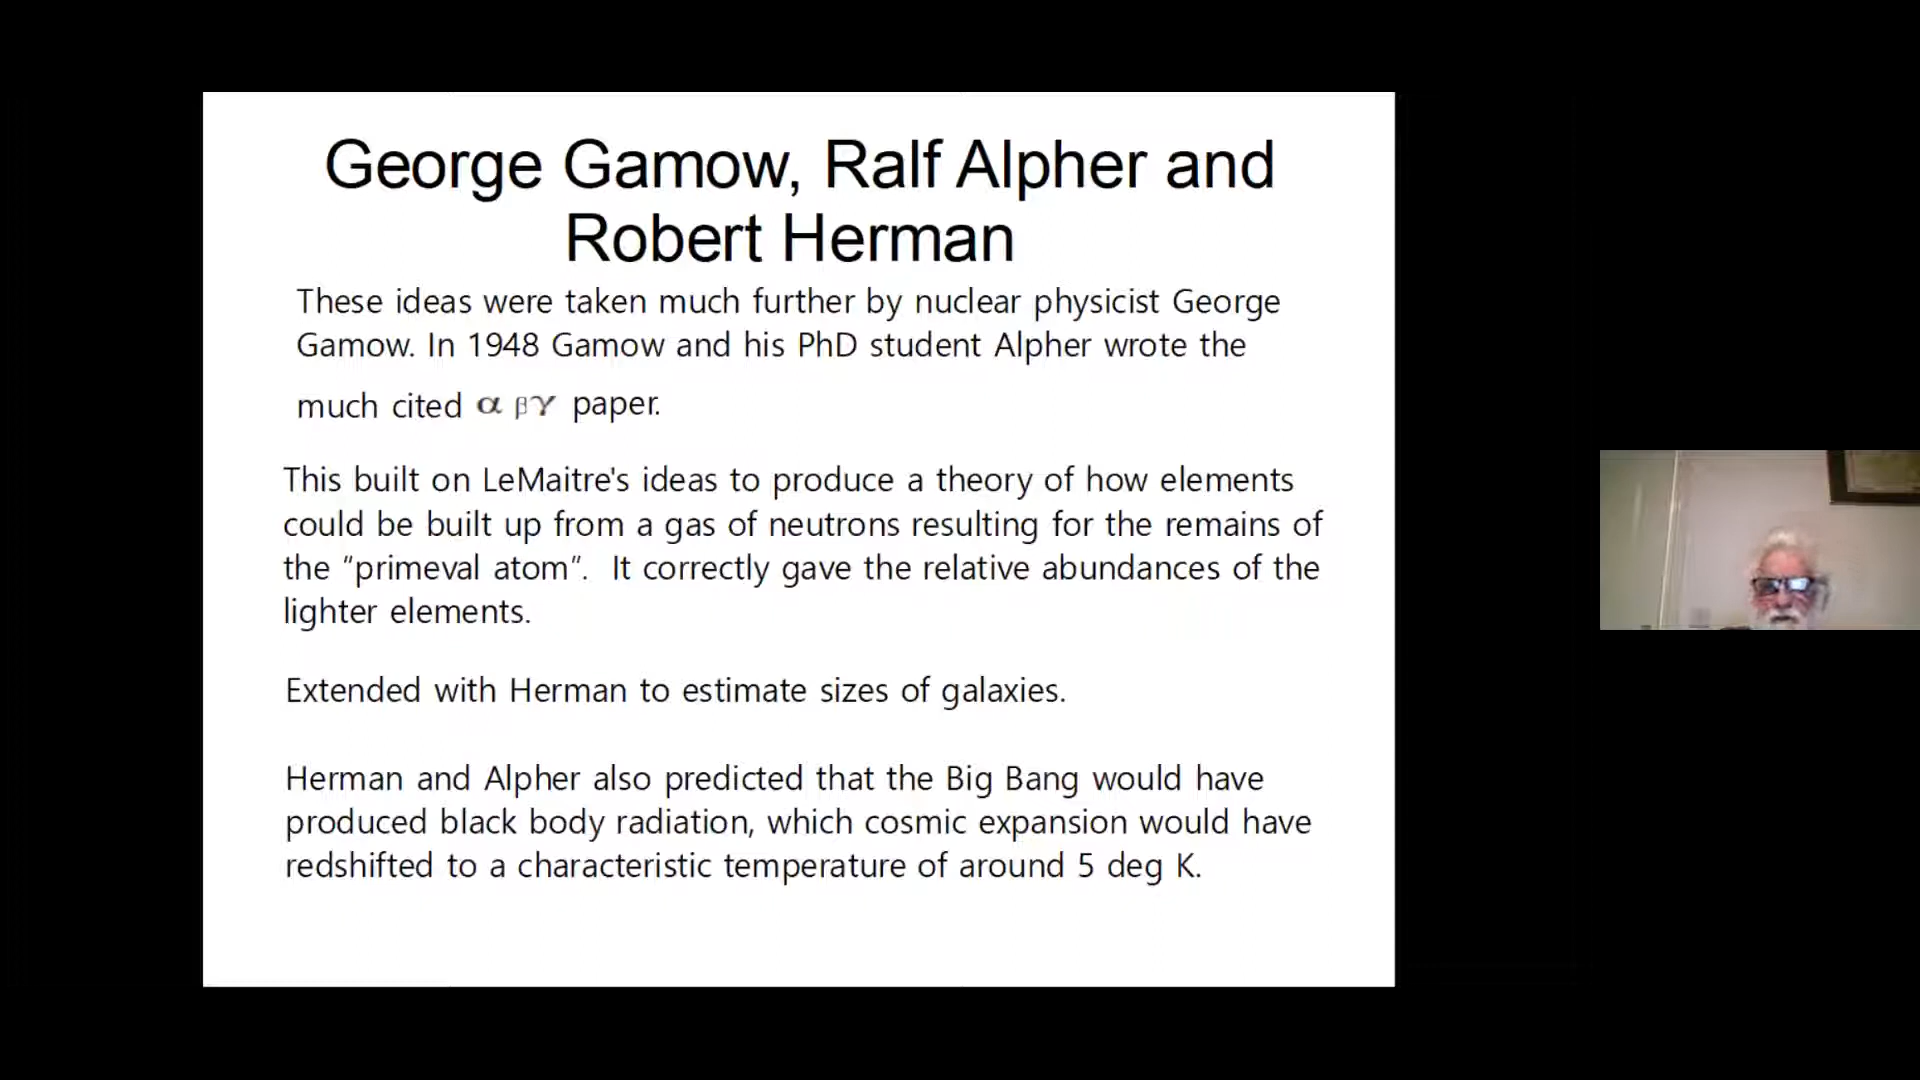 George Gamow, Ralf Alpher and
Robert Herman
These ideas were taken much further by nuclear physicist George
Gamow. In 1948 Gamow and his PhD student Alpher wrote the
much cited α βγ paper.
This built on LeMaitre's ideas to produce a theory of how elements
could be built up from a gas of neutrons resulting for the remains of
the "primeval atom".  It correctly gave the relative abundances of the
lighter elements.
Extended with Herman to estimate sizes of galaxies.
Herman and Alpher also predicted that the Big Bang would have
produced black body radiation, which cosmic expansion would have
redshifted to a characteristic temperature of around 5 deg K.